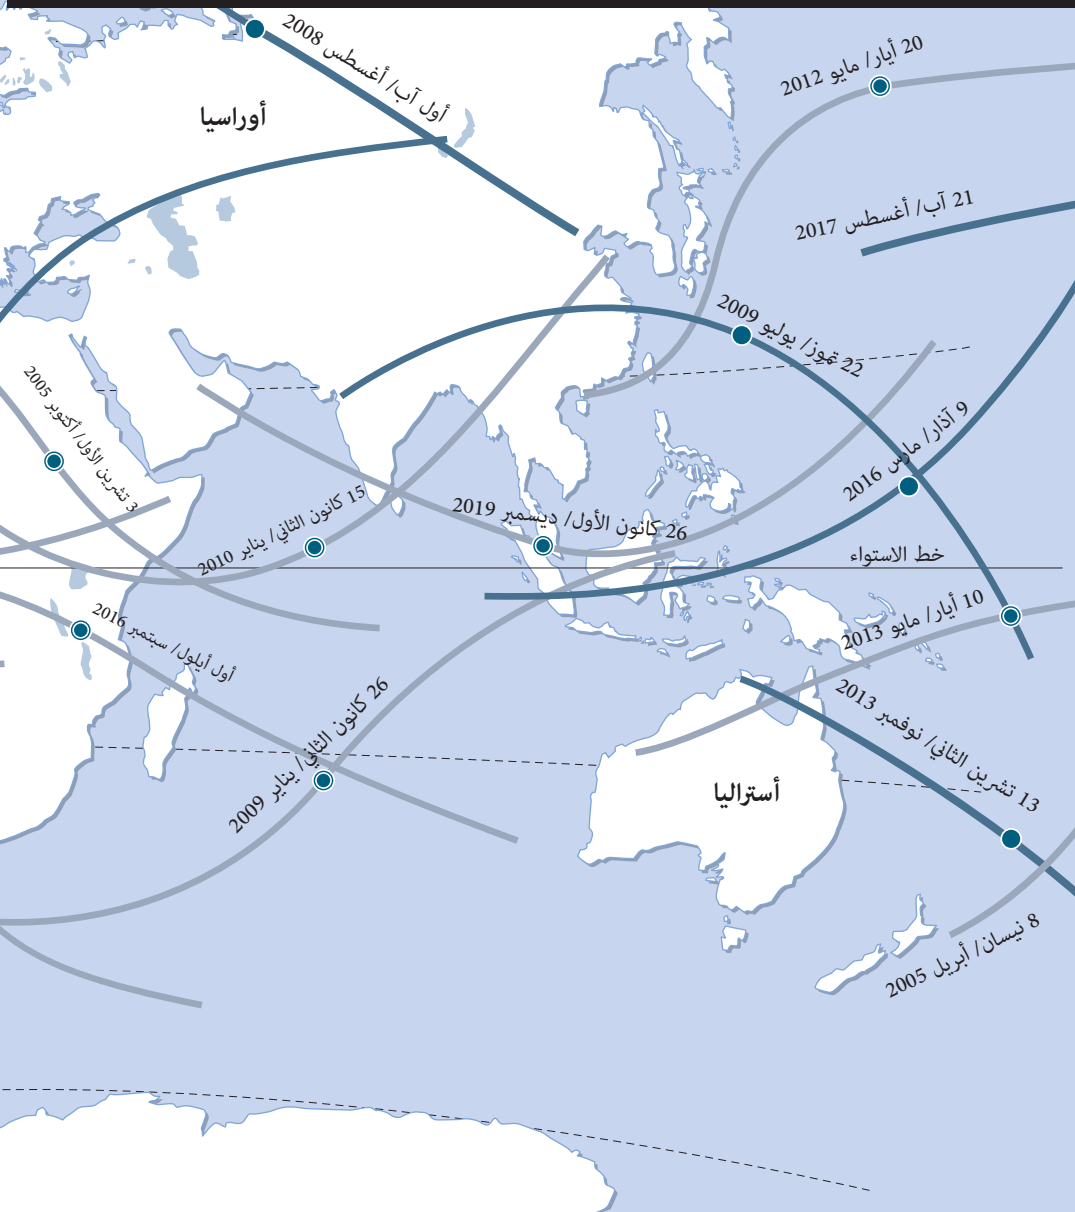 أول آب/ أغسطس 2008
20 أيار/ مايو 2012
أوراسيا
21 آب/ أغسطس 2017
22 تموز/ يوليو 2009
3 تشرين الأول/ أكتوبر 2005
9 آذار/ مارس 2016
15 كانون الثاني/ يناير 2010
26 كانون الأول/ ديسمبر 2019
خط الاستواء
10 أيار/ مايو 2013
أول أيلول/ سبتمبر 2016
26 كانون الثاني/ يناير 2009
13 تشرين الثاني/ نوفمبر 2013
أستراليا
8 نيسان/ أبريل 2005